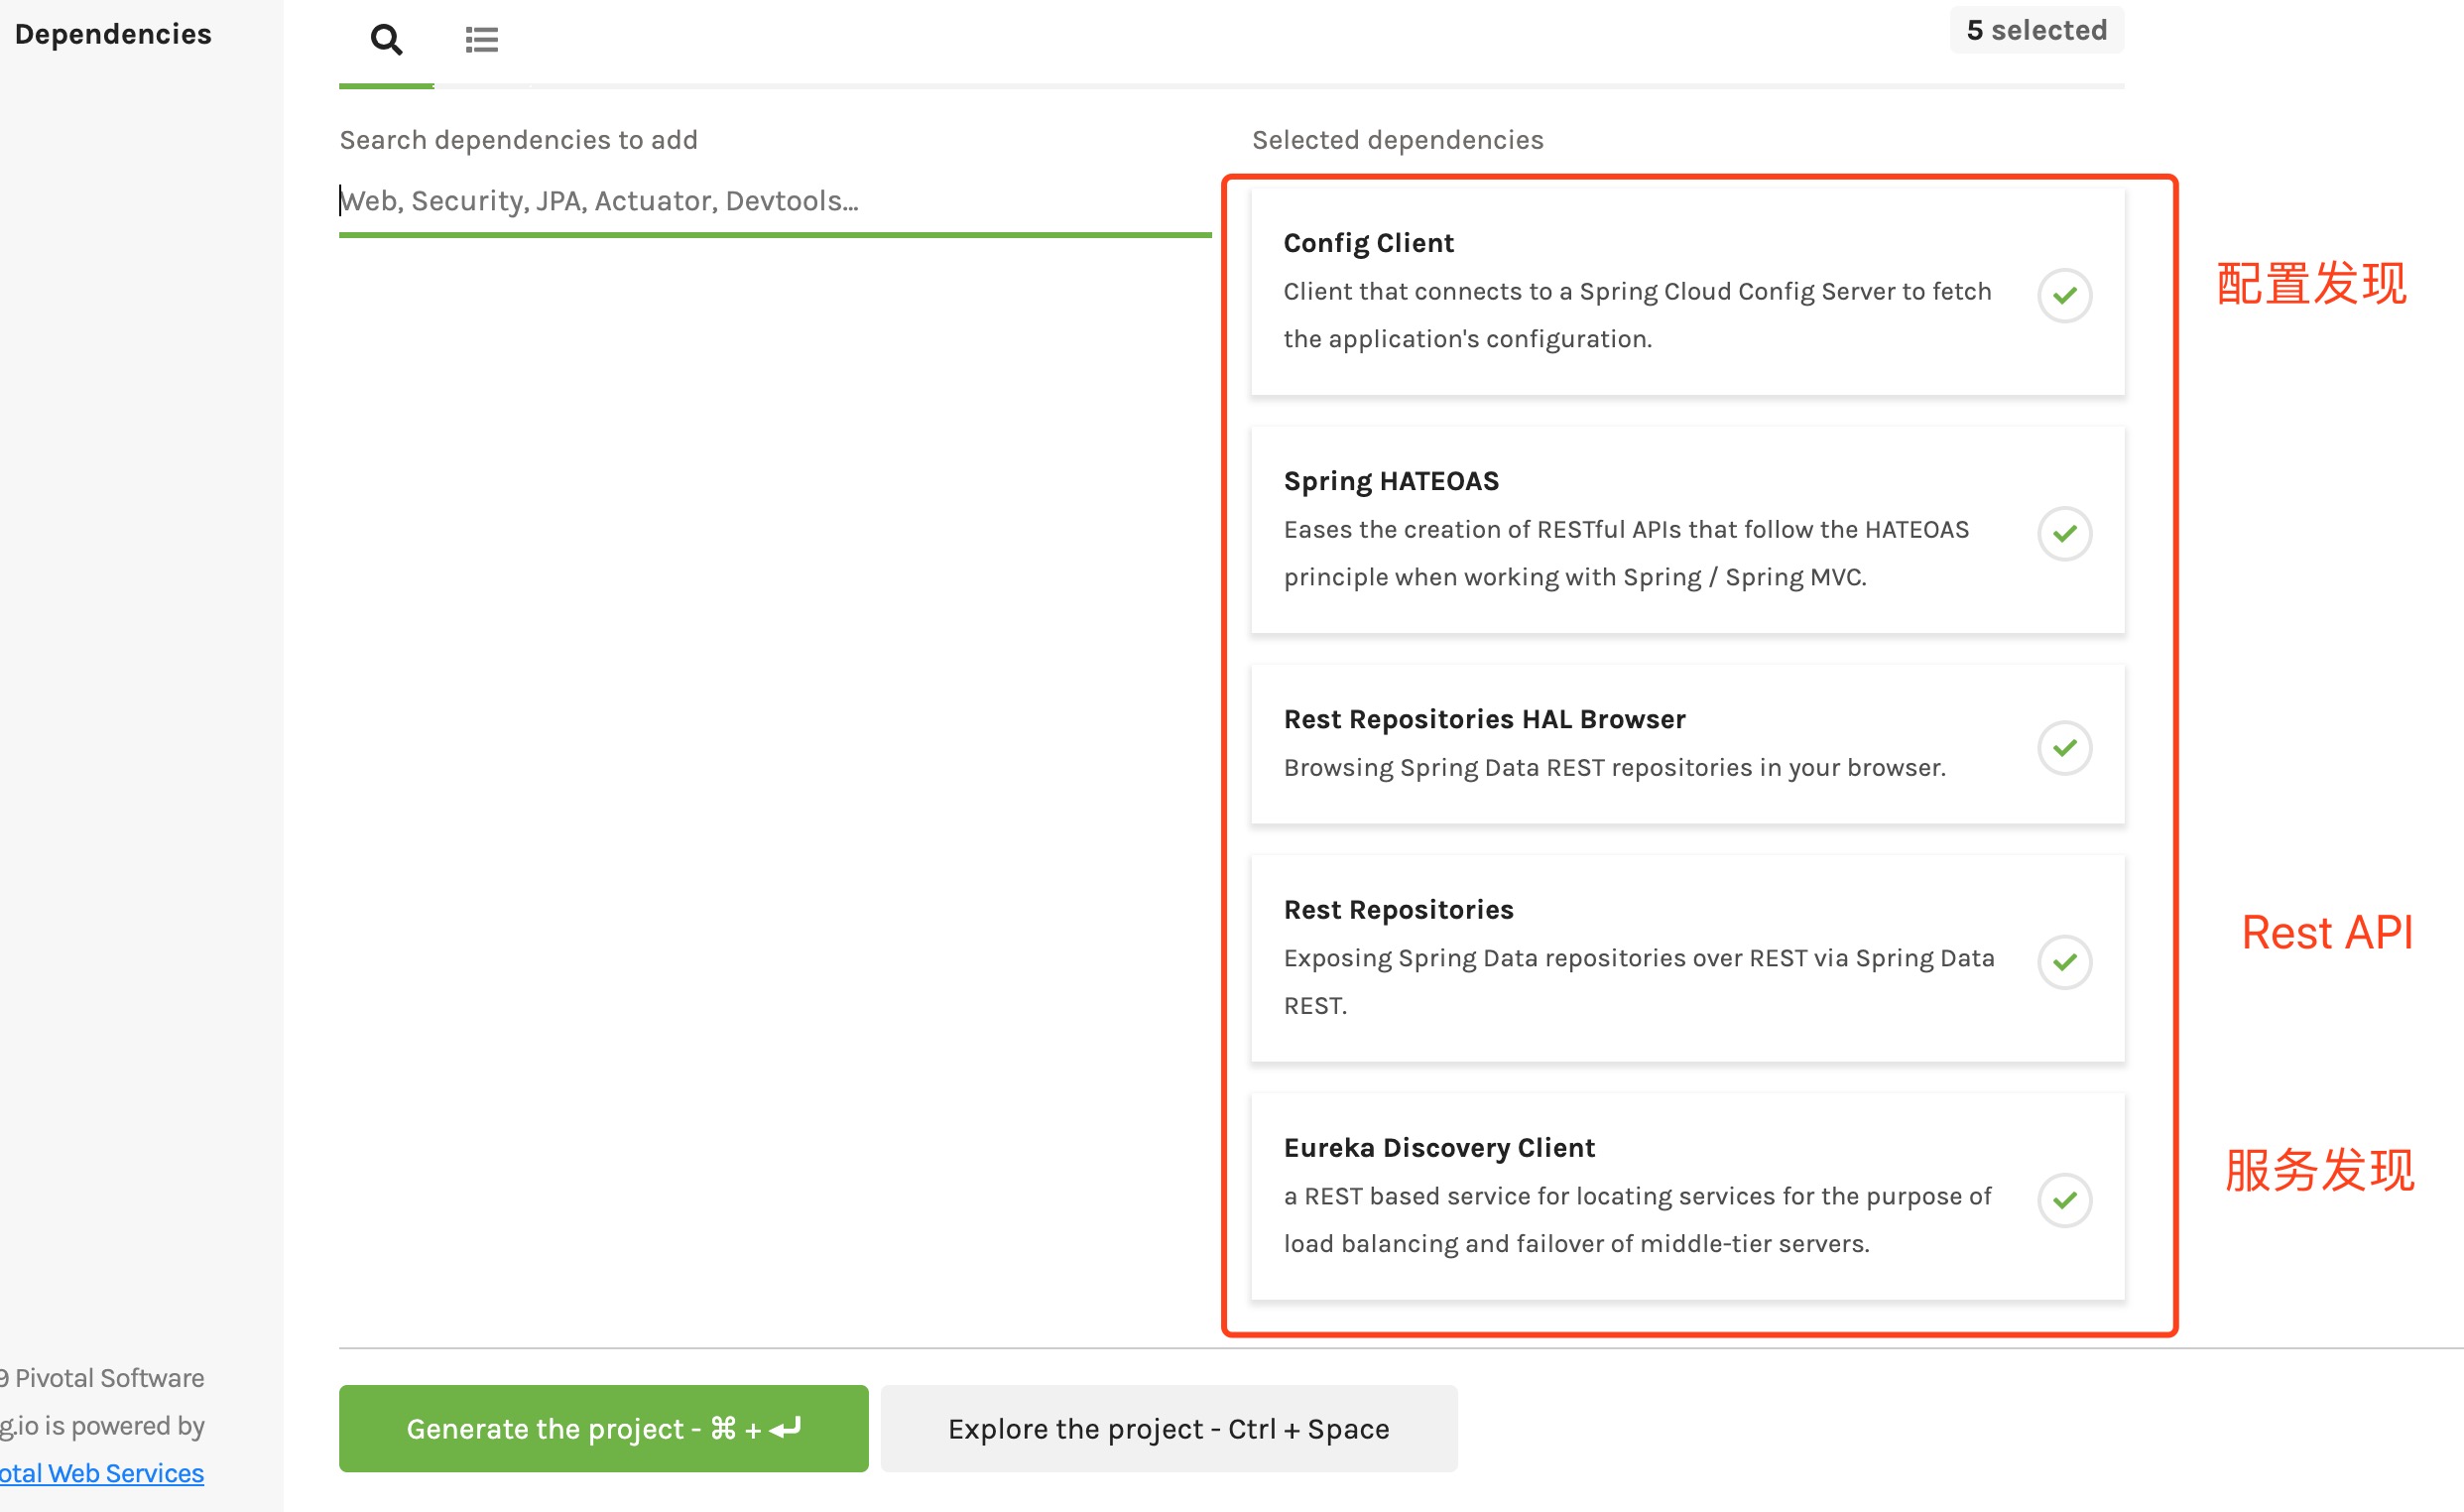 Dependencies
5 selected
Search dependencies to add
Web, Security, JPA, Actuator, Devtools...
Selected dependencies
Config Client
Client that connects to a Spring Cloud Config Server to fetch
the application's configuration.
配置发现
Spring HATEOAS
Eases the creation of RESTful APIs that follow the HATEOAS
principle when working with Spring / Spring MVC.
Rest Repositories HAL Browser
Browsing Spring Data REST repositories in your browser.
Rest Repositories
Exposing Spring Data repositories over REST via Spring Data
REST.
Rest API
Eureka Discovery Client
a REST based service for locating services for the purpose of
load balancing and failover of middle-tier servers.
服务发现
9 Pivotal Software
g.io is powered by
otal Web Services
Generate the project - ⌘ + ↵
Explore the project - Ctrl + Space